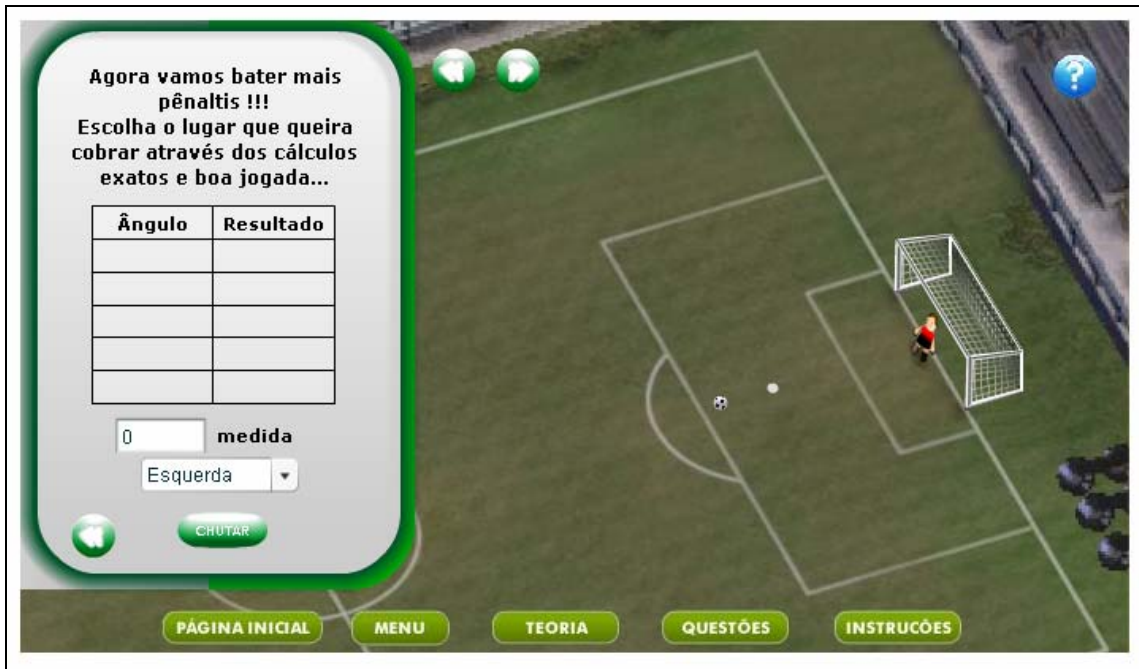 Agora vamos bater mais
pênaltis !!!
Escolha o lugar que queira
cobrar através dos cálculos
exatos e boa jogada...
Ângulo Resultado
0 medida
Esquerda
CHUTAR
?
PÁGINA INICIAL MENU TEORIA QUESTÕES INSTRUCÕES